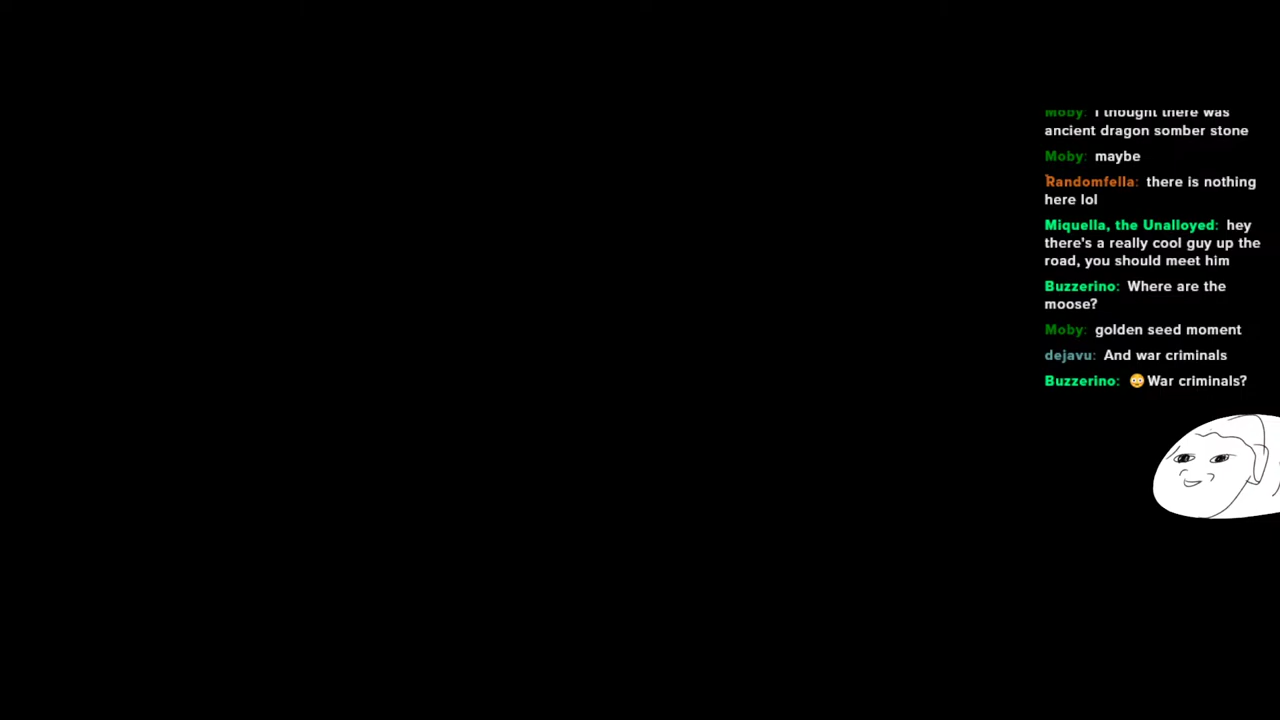 Moby: I thought there was
ancient dragon somber stone
Moby: maybe
Randomfella: there is nothing
here lol
Miquella, the Unalloyed: hey
there's a really cool guy up the
road, you should meet him
Buzzerino: Where are the
moose?
Moby: golden seed moment
dejavu: And war criminals
Buzzerino: 😳War criminals?